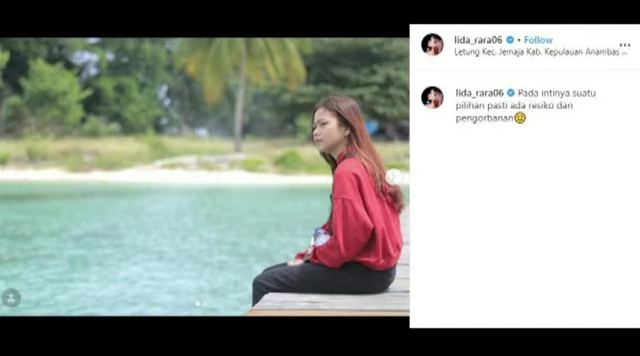 lida_rara06 • Follow
Letung Kec. Jemaja Kab. Kepulauan Anambas ...
lida_rara06 Pada intinya suatu
pilihan pasti ada resiko dan
pengorbanan